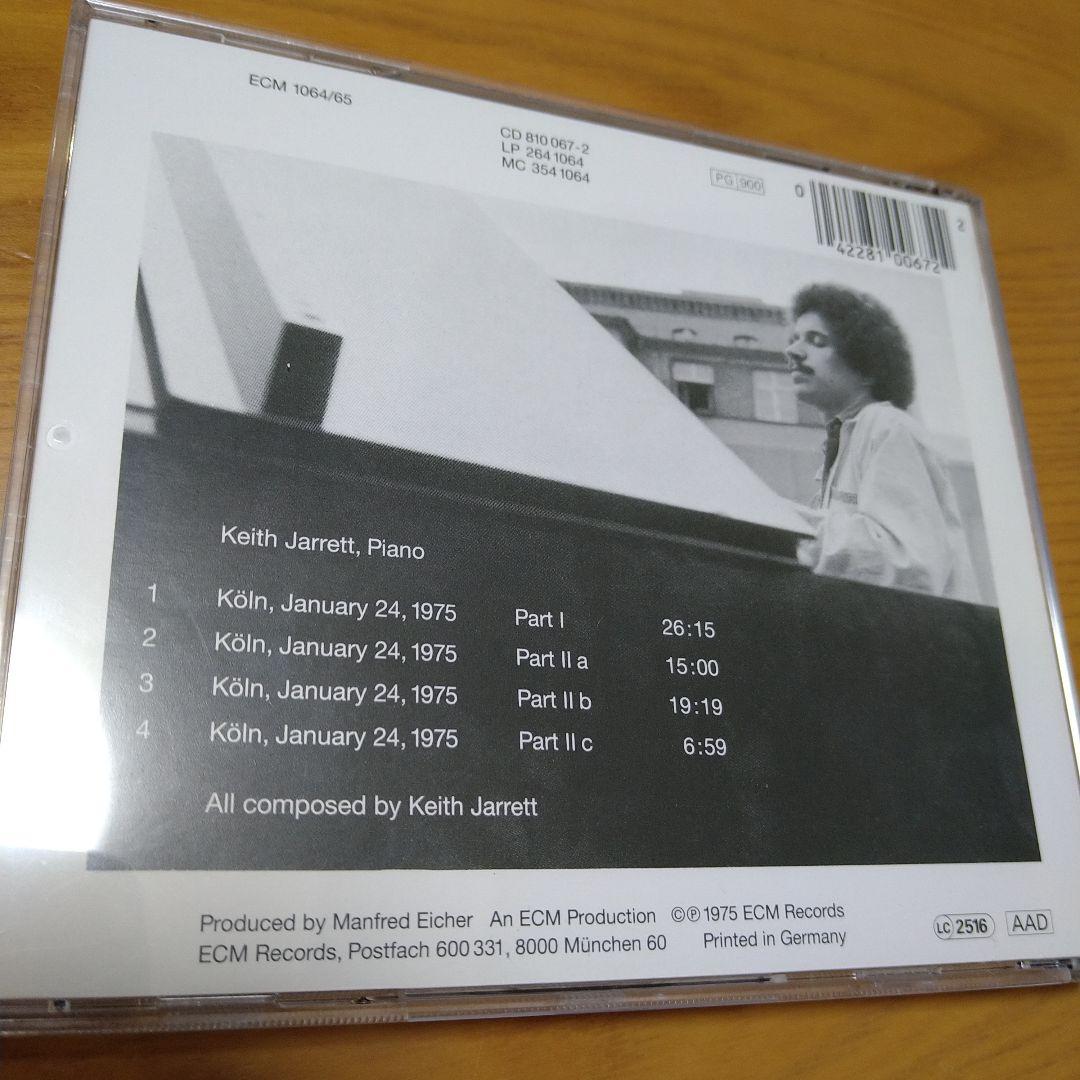 ECM 1064/65
CD 810 067-2
LP 264 1064
MC 354 1064
PG 900
0 42281 00672 2
Keith Jarrett, Piano
1 Köln, January 24, 1975 Part I 26:15
2 Köln, January 24, 1975 Part II a 15:00
3 Köln, January 24, 1975 Part II b 19:19
4 Köln, January 24, 1975 Part II c 6:59
All composed by Keith Jarrett
Produced by Manfred Eicher An ECM Production ©℗ 1975 ECM Records
ECM Records, Postfach 600 331, 8000 München 60 Printed in Germany
LC 2516 AAD